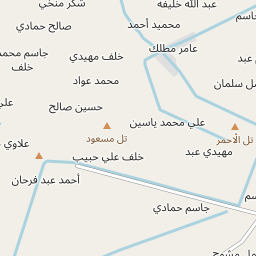 شكر منخي
عبد الله خليفه
جاسم
صالح حمادي
محميد أحمد
عامر مطلك
جاسم محمد
خلف
خلف مهيدي
عبد
محمد عواد
سلمان
حسين صالح
علي
علي محمد ياسين
تل مسعود
تل الأحمر
علاوي
مهيدي عبد
خلف علي حبيب
أحمد عبد فرحان
جاسم حمادي
مشوح